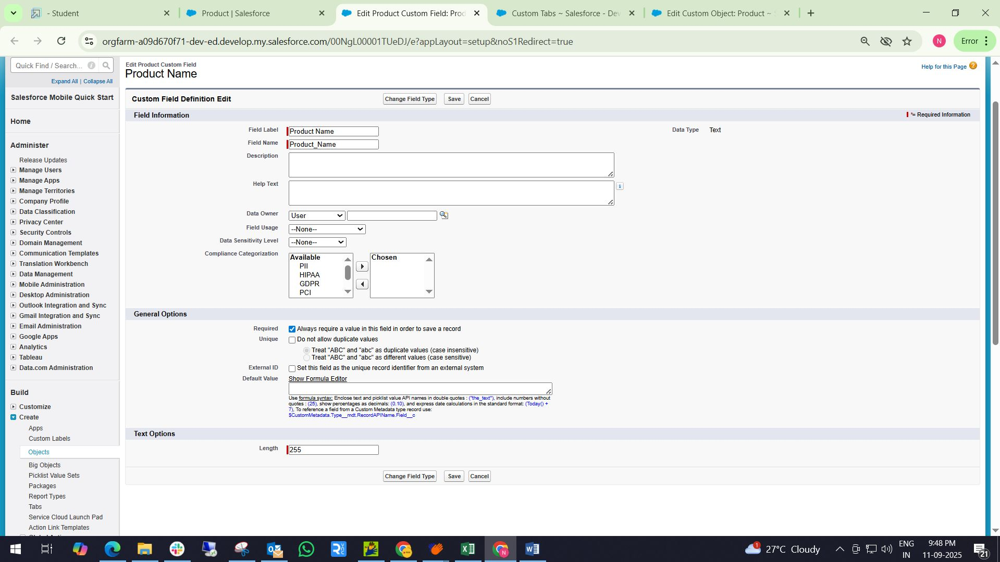 - Student
Product | Salesforce
Edit Product Custom Field: Prod
Custom Tabs ~ Salesforce - Dev
Edit Custom Object: Product ~
orgfarm-a09d670f71-dev-ed.develop.my.salesforce.com/00NgL00001TUeDJ/e?appLayout=setup&noS1Redirect=true
N
Error
Quick Find / Search...
Expand All | Collapse All
Salesforce Mobile Quick Start
Home
Administer
Release Updates
Manage Users
Manage Apps
Manage Territories
Company Profile
Data Classification
Privacy Center
Security Controls
Domain Management
Communication Templates
Translation Workbench
Data Management
Mobile Administration
Desktop Administration
Outlook Integration and Sync
Gmail Integration and Sync
Email Administration
Google Apps
Analytics
Tableau
Data.com Administration
Build
Customize
Create
Apps
Custom Labels
Objects
Big Objects
Picklist Value Sets
Packages
Report Types
Tabs
Service Cloud Launch Pad
Action Link Templates
Edit Product Custom Field
Product Name
Help for this Page
Custom Field Definition Edit
Change Field Type Save Cancel
Field Information
*= Required Information
Field Label Product Name
Data Type Text
Field Name Product_Name
Description
Help Text
Data Owner User
Field Usage --None--
Data Sensitivity Level --None--
Compliance Categorization
Available
PII
HIPAA
GDPR
PCI
Chosen
General Options
Required Always require a value in this field in order to save a record
Unique Do not allow duplicate values
Treat "ABC" and "abc" as duplicate values (case insensitive)
Treat "ABC" and "abc" as different values (case sensitive)
External ID Set this field as the unique record identifier from an external system
Default Value Show Formula Editor
Use formula syntax: Enclose text and picklist value API names in double quotes : ("the_text"), include numbers without
quotes : (25), show percentages as decimals: (0.10), and express date calculations in the standard format: (Today() +
7), To reference a field from a Custom Metadata type record use:
$CustomMetadata.Type__mdt.RecordAPIName.Field__c
Text Options
Length 255
Change Field Type Save Cancel
1
27°C Cloudy
ENG
IN
9:48 PM
11-09-2025
21